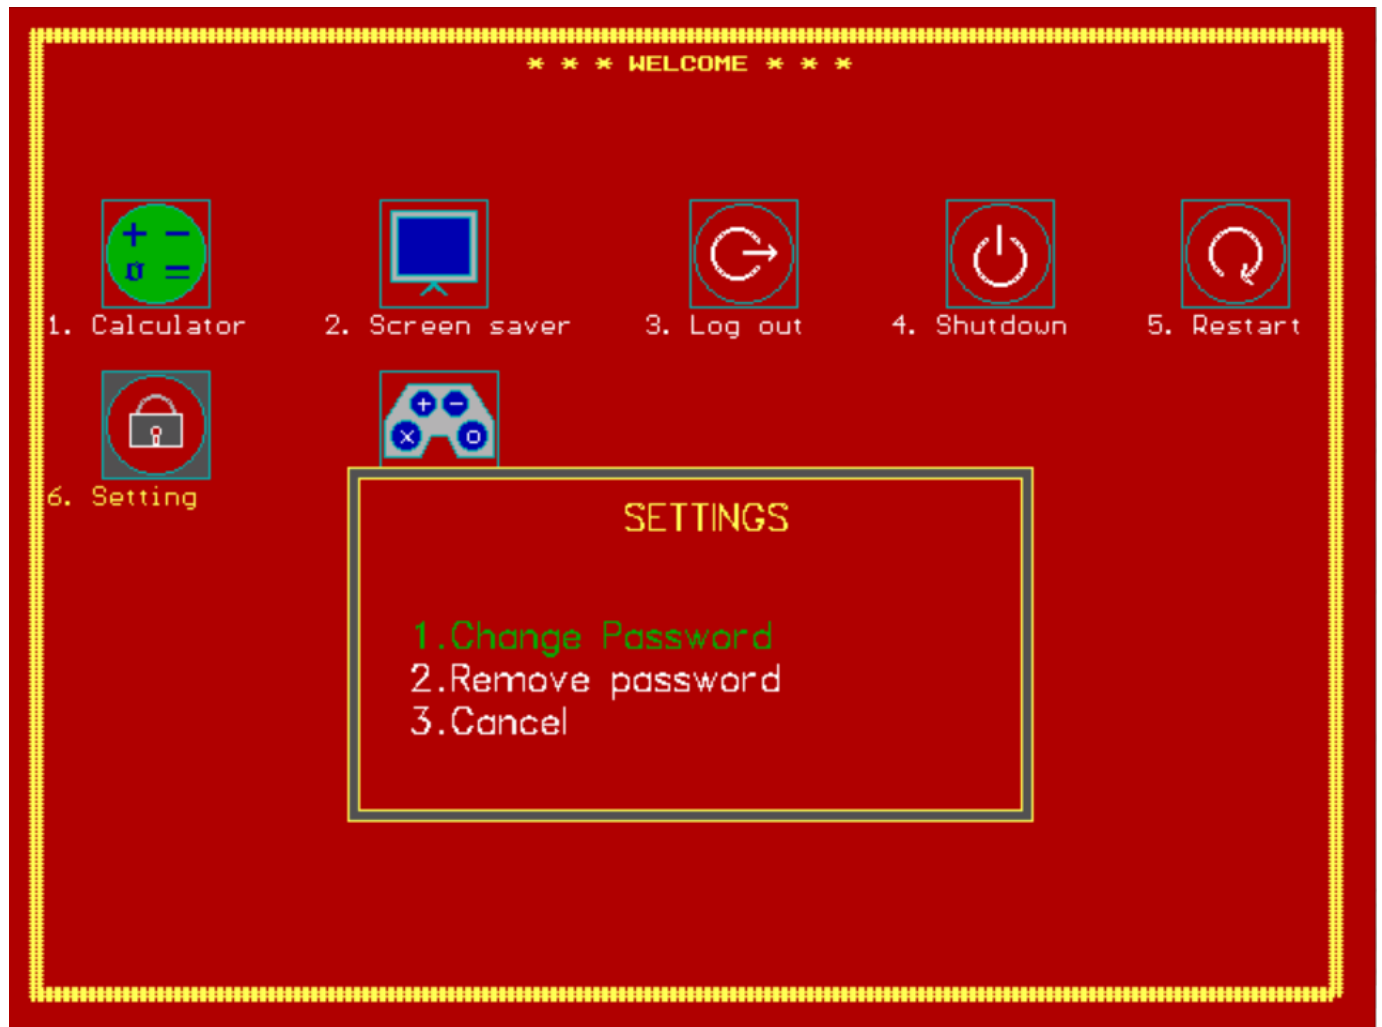 * * * WELCOME * * *
1. Calculator
2. Screen saver
3. Log out
4. Shutdown
5. Restart
6. Setting
SETTINGS
1.Change Password
2.Remove password
3.Cancel